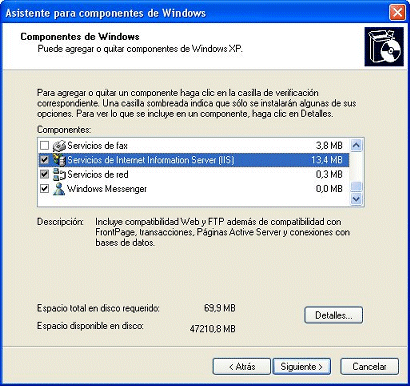 Asistente para componentes de Windows
Componentes de Windows
Puede agregar o quitar componentes de Windows XP.
Para agregar o quitar un componente haga clic en la casilla de verificación
correspondiente. Una casilla sombreada indica que sólo se instalarán algunas de sus
opciones. Para ver lo que se incluye en un componente, haga clic en Detalles.
Componentes:
Servicios de fax 3,8 MB
Servicios de Internet Information Server (IIS) 13,4 MB
Servicios de red 0,3 MB
Windows Messenger 0,0 MB
Descripción: Incluye compatibilidad Web y FTP además de compatibilidad con
FrontPage, transacciones, Páginas Active Server y conexiones con
bases de datos.
Espacio total en disco requerido: 69,9 MB
Espacio disponible en disco: 47210,8 MB
Detalles...
< Atrás Siguiente > Cancelar